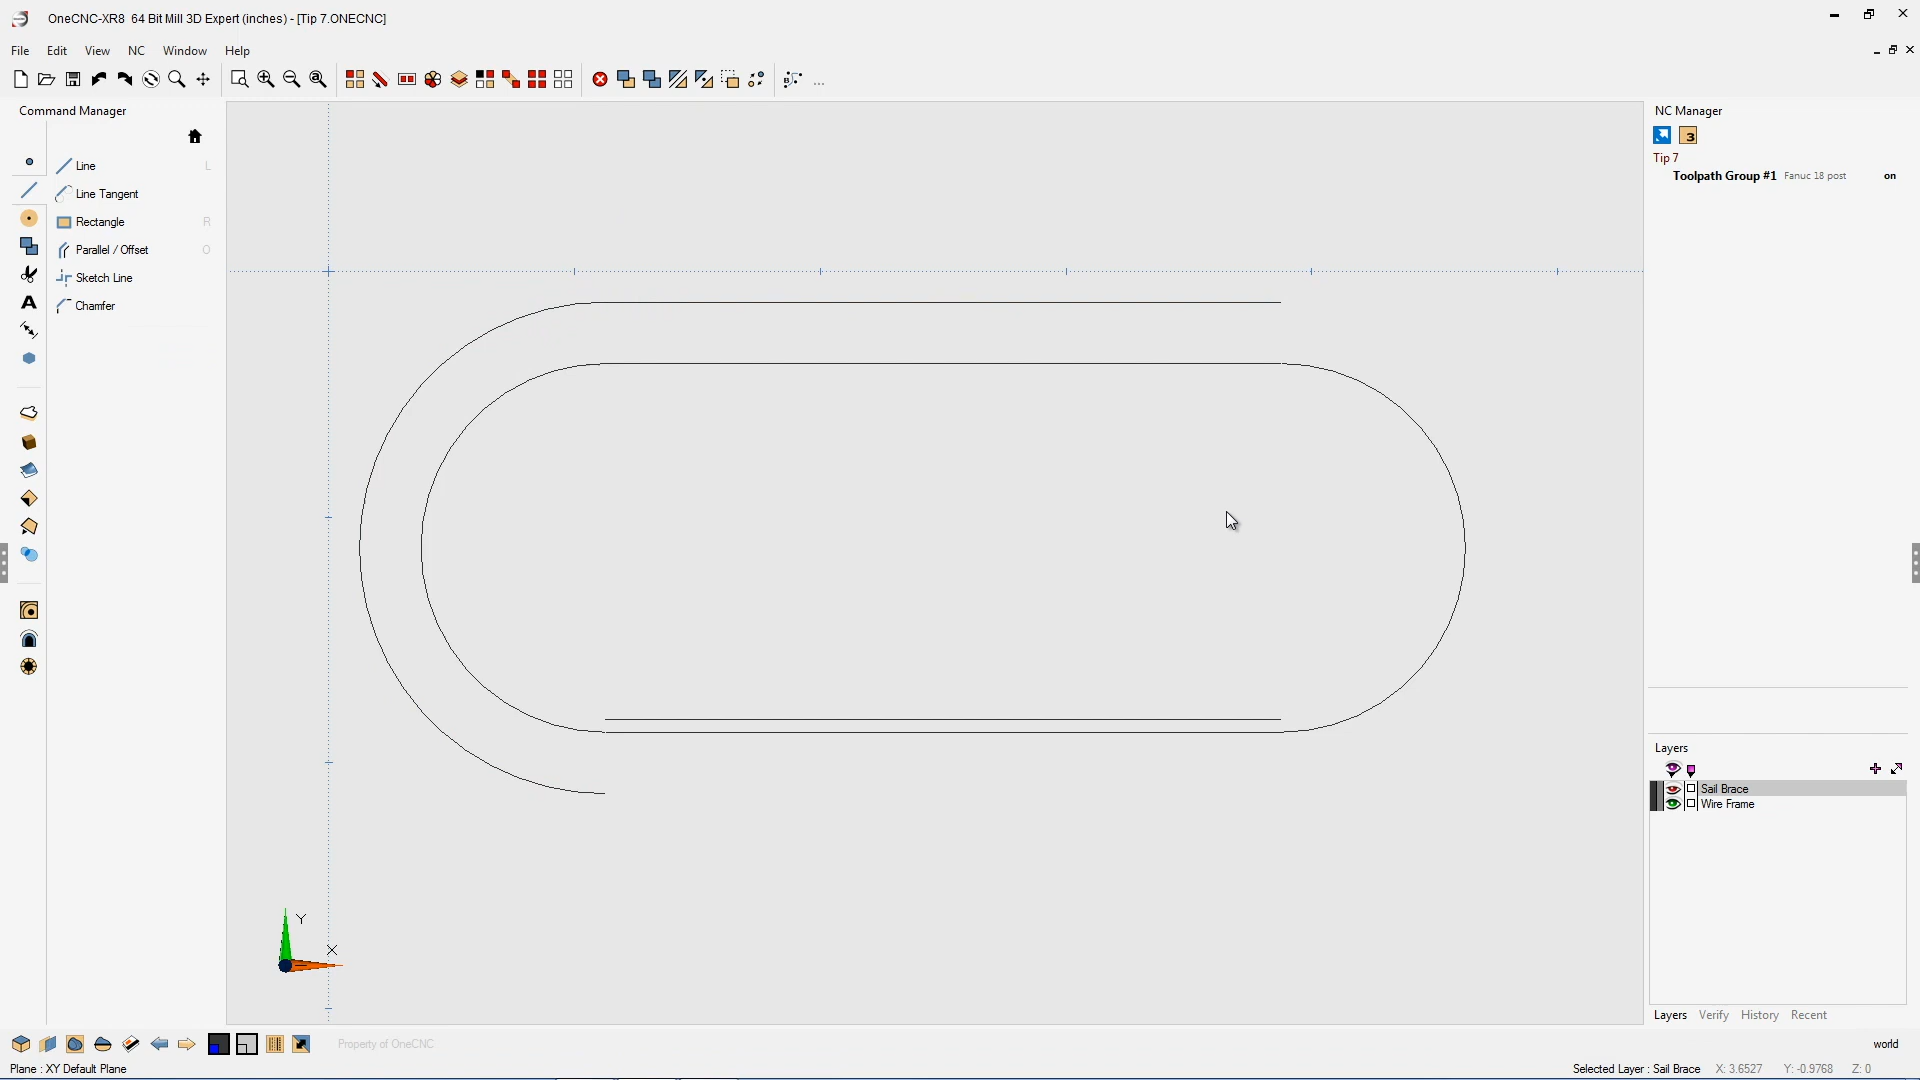 OneCNC-XR8 64 Bit Mill 3D Expert (inches) - [Tip 7.ONECNC]
File Edit View NC Window Help
Command Manager
Line L
Line Tangent
Rectangle R
Parallel / Offset O
Sketch Line
Chamfer
A
Y
X
NC Manager
3
Tip 7
Toolpath Group #1 Fanuc 18 post on
Layers
Sail Brace
Wire Frame
Layers Verify History Recent
Property of OneCNC
world
Plane : XY Default Plane
Selected Layer : Sail Brace X: 3.6527 Y: -0.9768 Z: 0